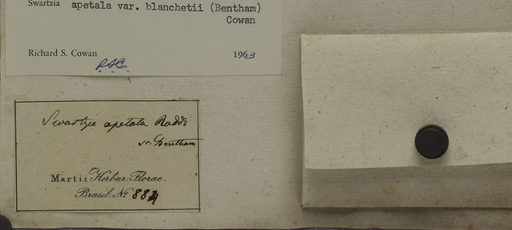 Swartzia apetala var. blanchetii (Bentham)
Cowan
Richard S. Cowan 1963
RSC
Swartzia apetala Raddi
Bentham
Martii Herbar. Florae
Brasil. No 884